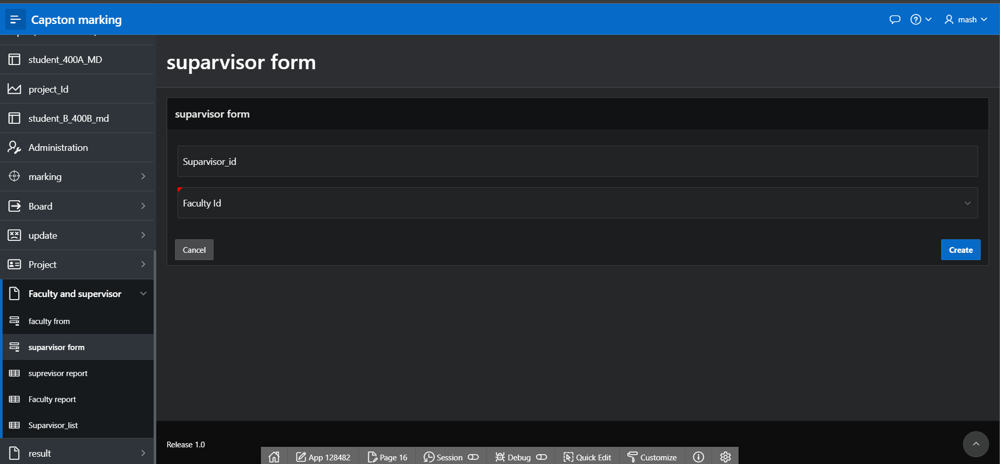 Capston marking
mash
student_400A_MD
project_Id
student_B_400B_md
Administration
marking
Board
update
Project
Faculty and supervisor
faculty from
suparvisor form
suprevisor report
Faculty report
Suparvisor_list
result
suparvisor form
suparvisor form
Suparvisor_id
Faculty Id
Cancel
Create
Release 1.0
App 128482
Page 16
Session
Debug
Quick Edit
Customize